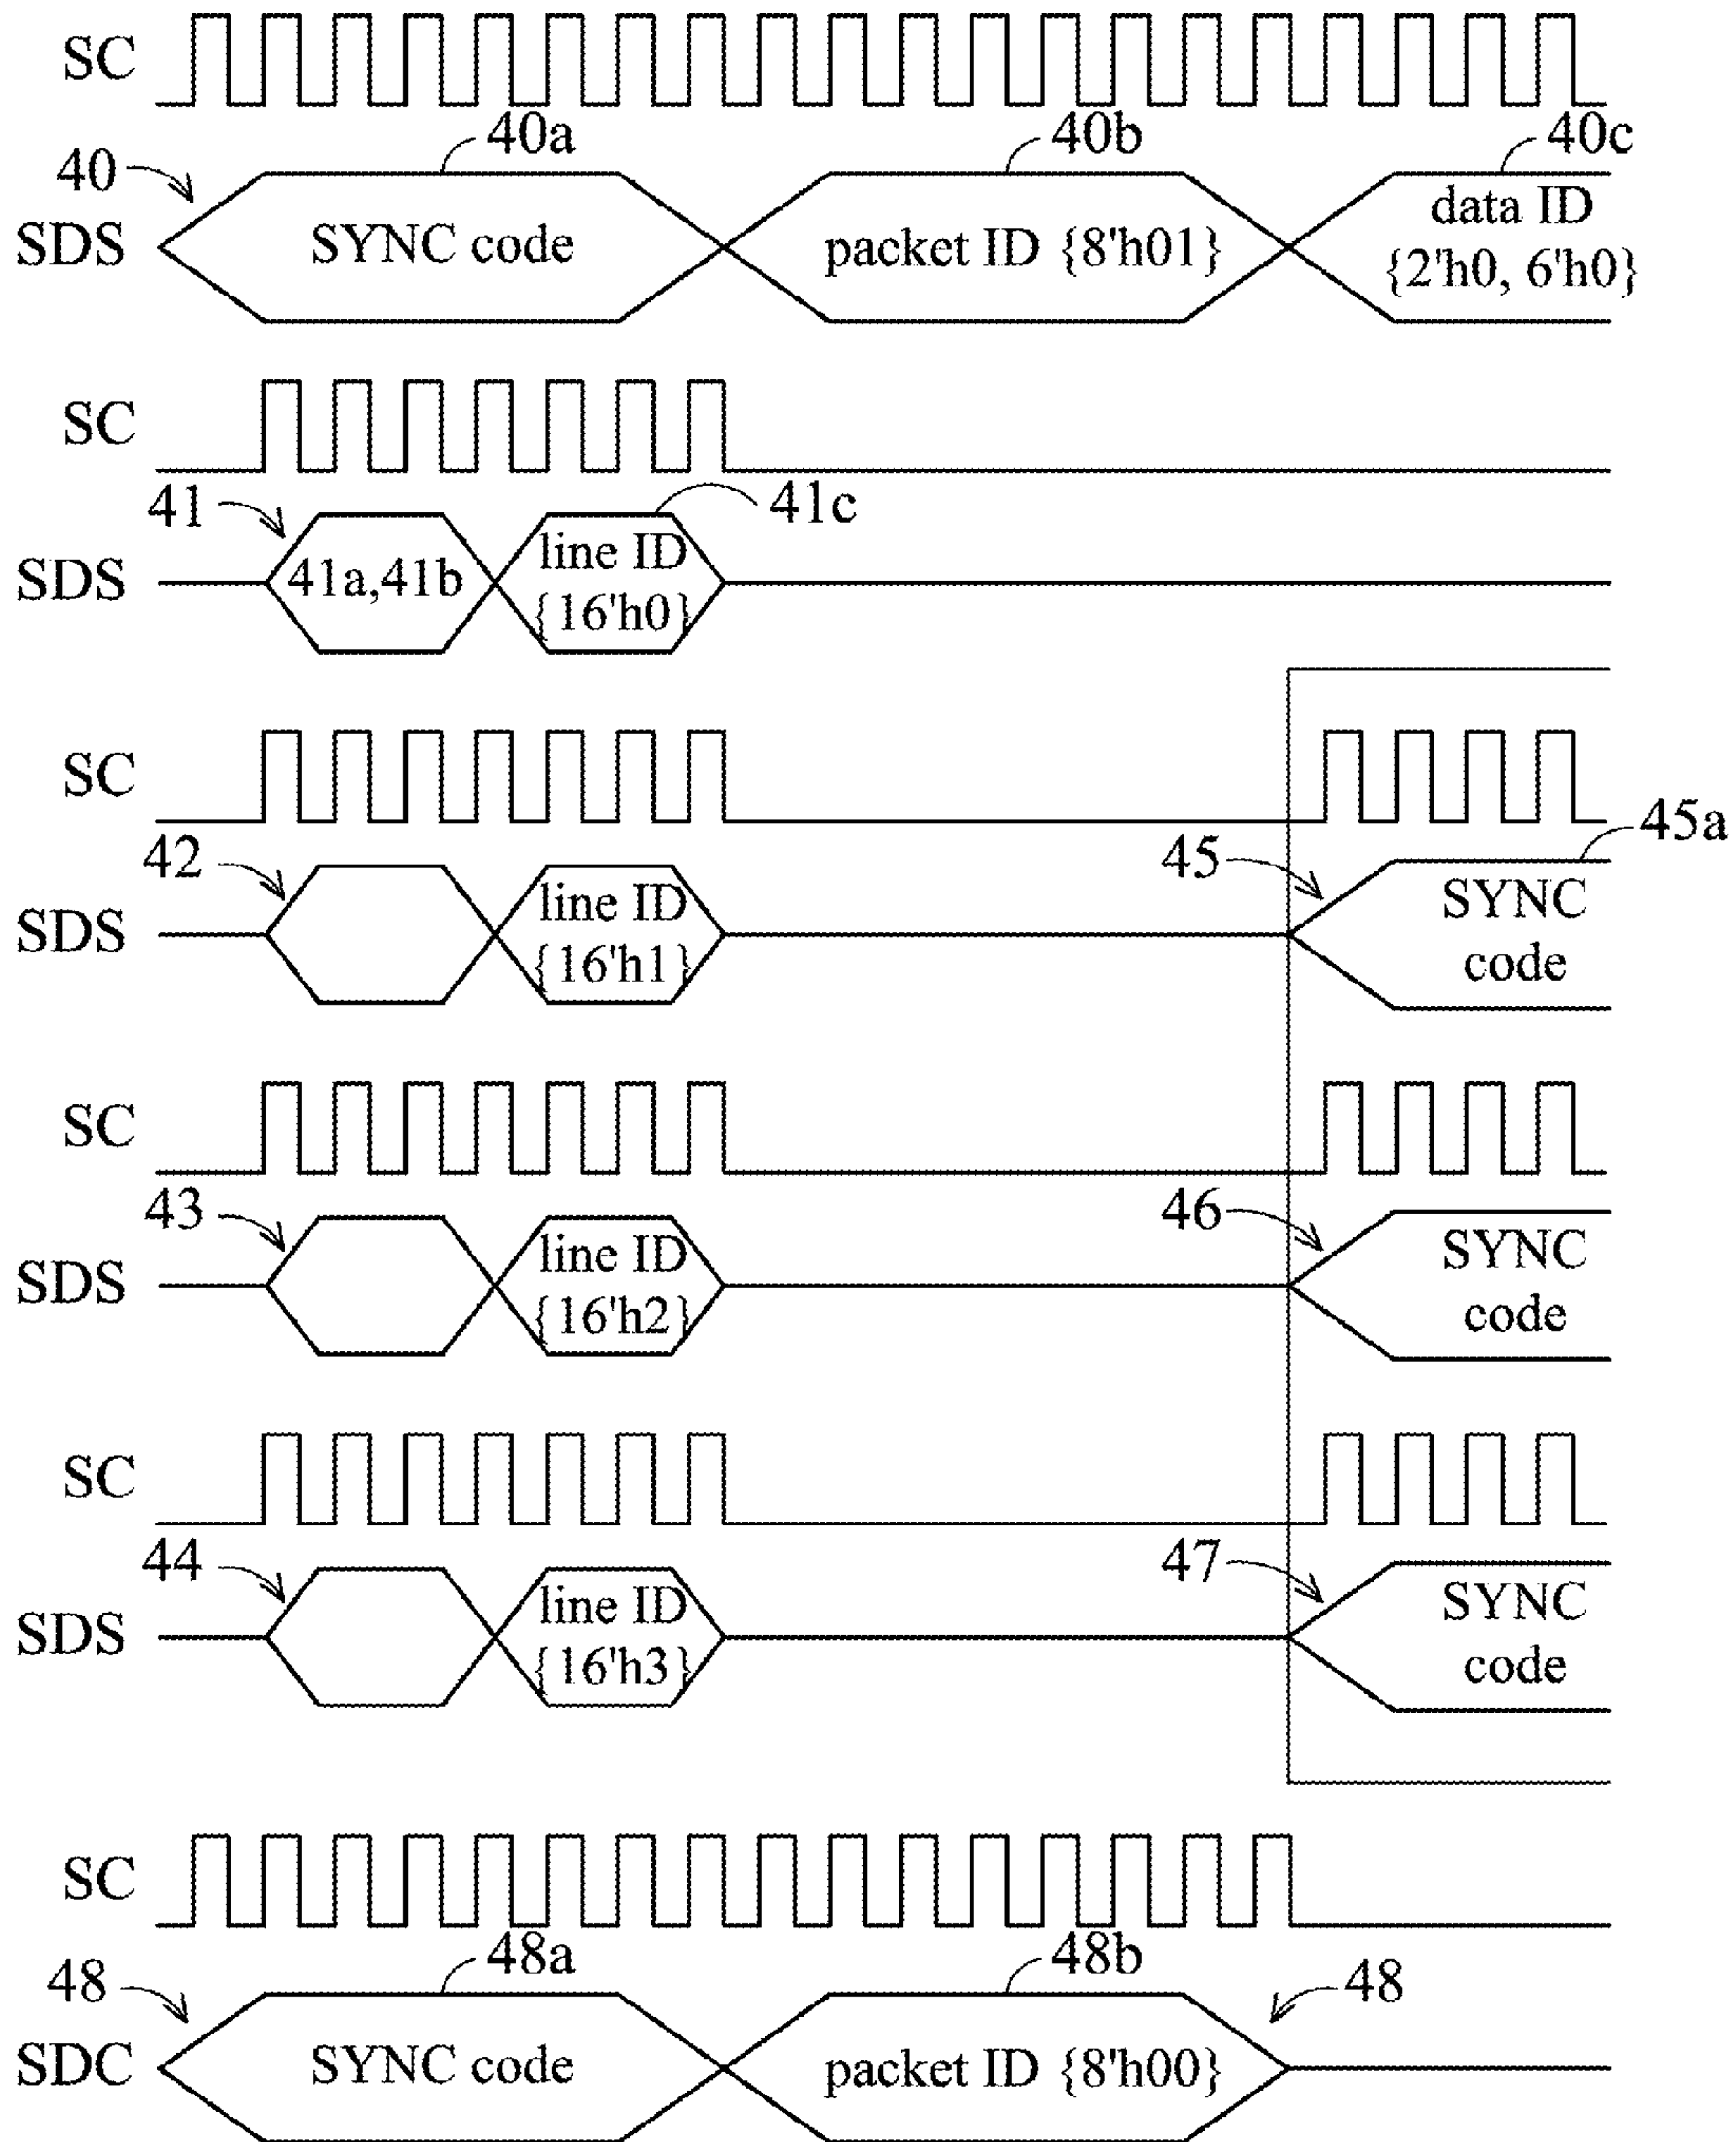 SC
40a
40b
40c
40
SDS
SYNC code
packet ID {8'h01}
data ID
{2'h0, 6'h0}
SC
41
41c
SDS
41a,41b
line ID
{16'h0}
SC
42
45
45a
SDS
line ID
{16'h1}
SYNC
code
SC
43
46
SDS
line ID
{16'h2}
SYNC
code
SC
44
47
SDS
line ID
{16'h3}
SYNC
code
SC
48
48a
48b
48
SDC
SYNC code
packet ID {8'h00}